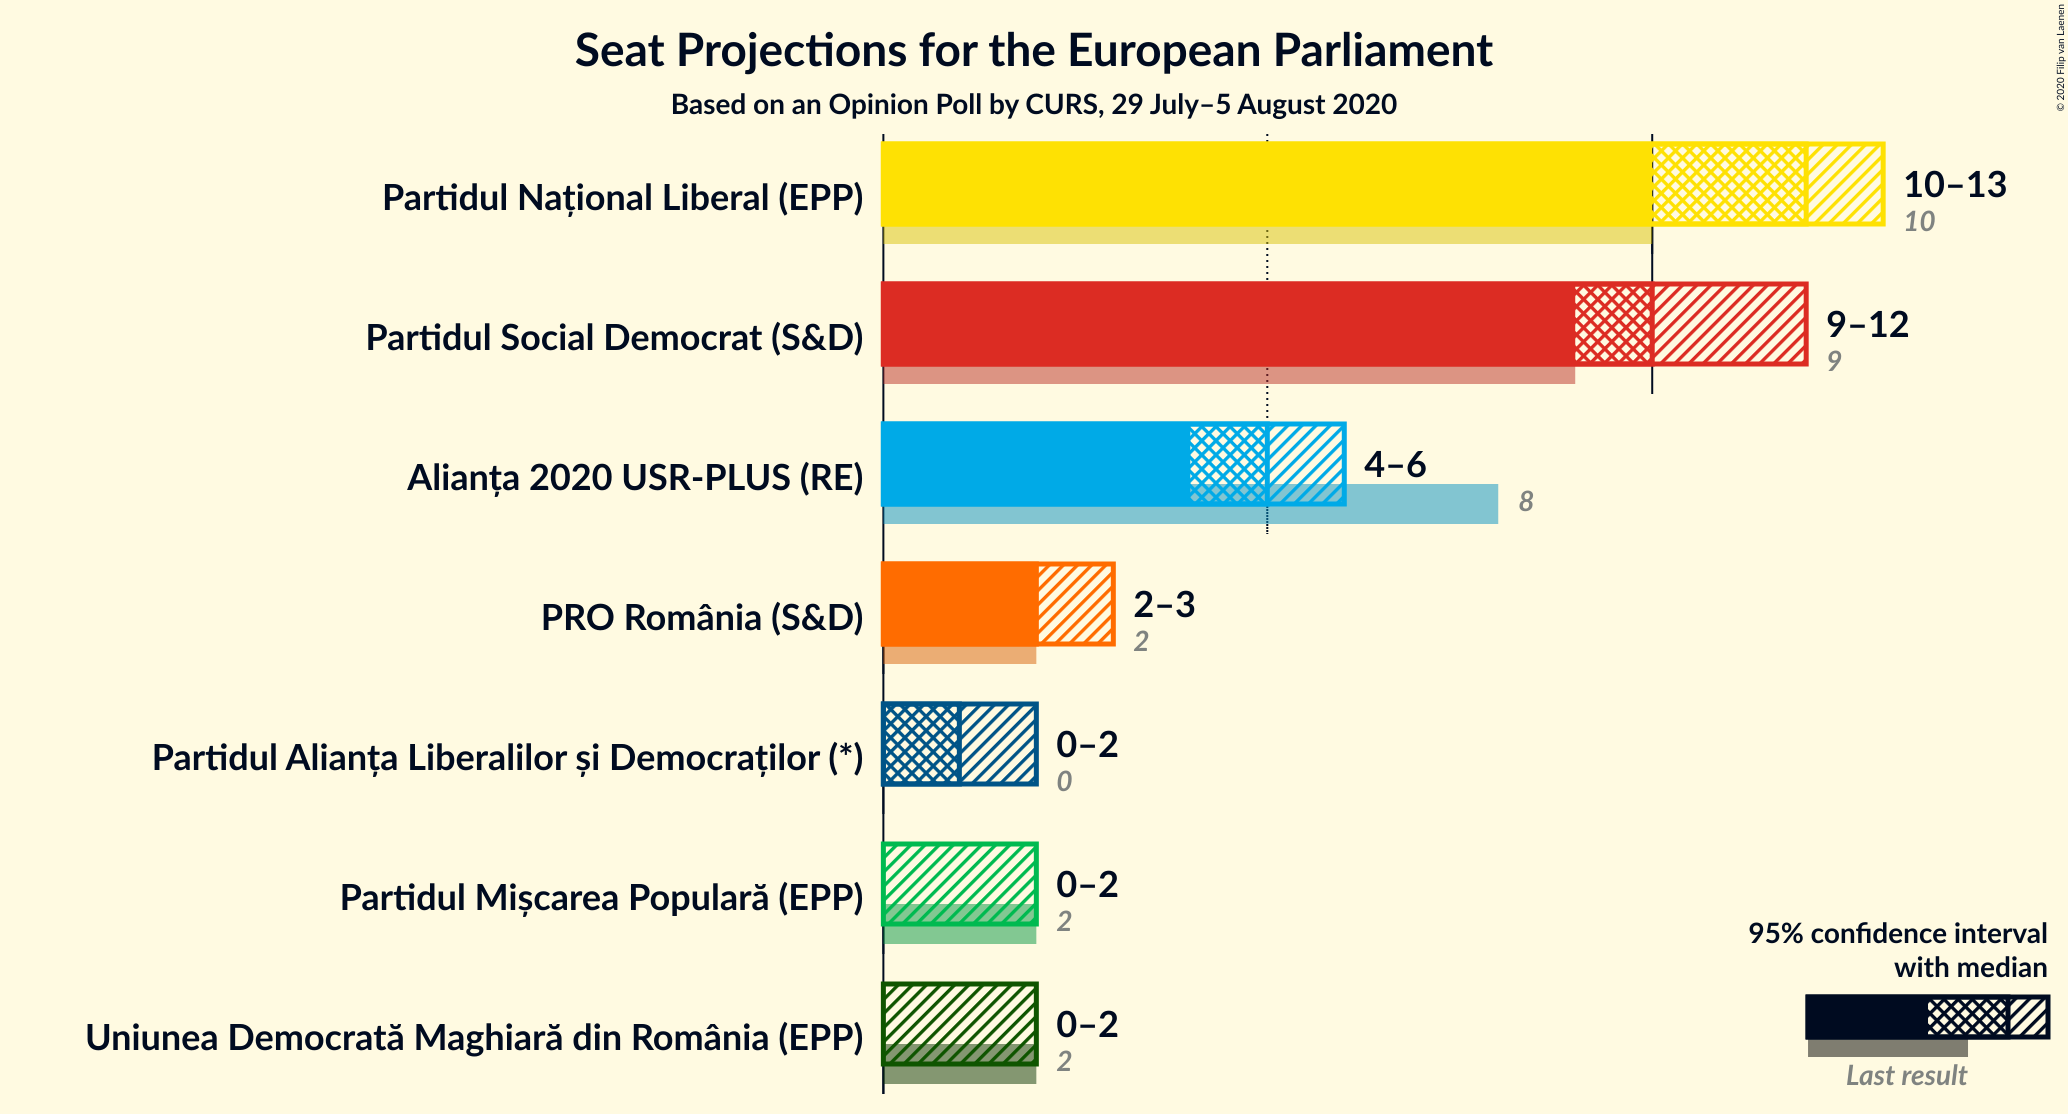 Seat Projections for the European Parliament
Based on an Opinion Poll by CURS, 29 July–5 August 2020
© 2020 Filip van Laenen
Partidul Național Liberal (EPP)
10–13
10
Partidul Social Democrat (S&D)
9–12
9
Alianța 2020 USR-PLUS (RE)
4–6
8
PRO România (S&D)
2–3
2
Partidul Alianța Liberalilor și Democraților (*)
0–2
0
Partidul Mișcarea Populară (EPP)
0–2
2
Uniunea Democrată Maghiară din România (EPP)
0–2
2
95% confidence interval
with median
Last result